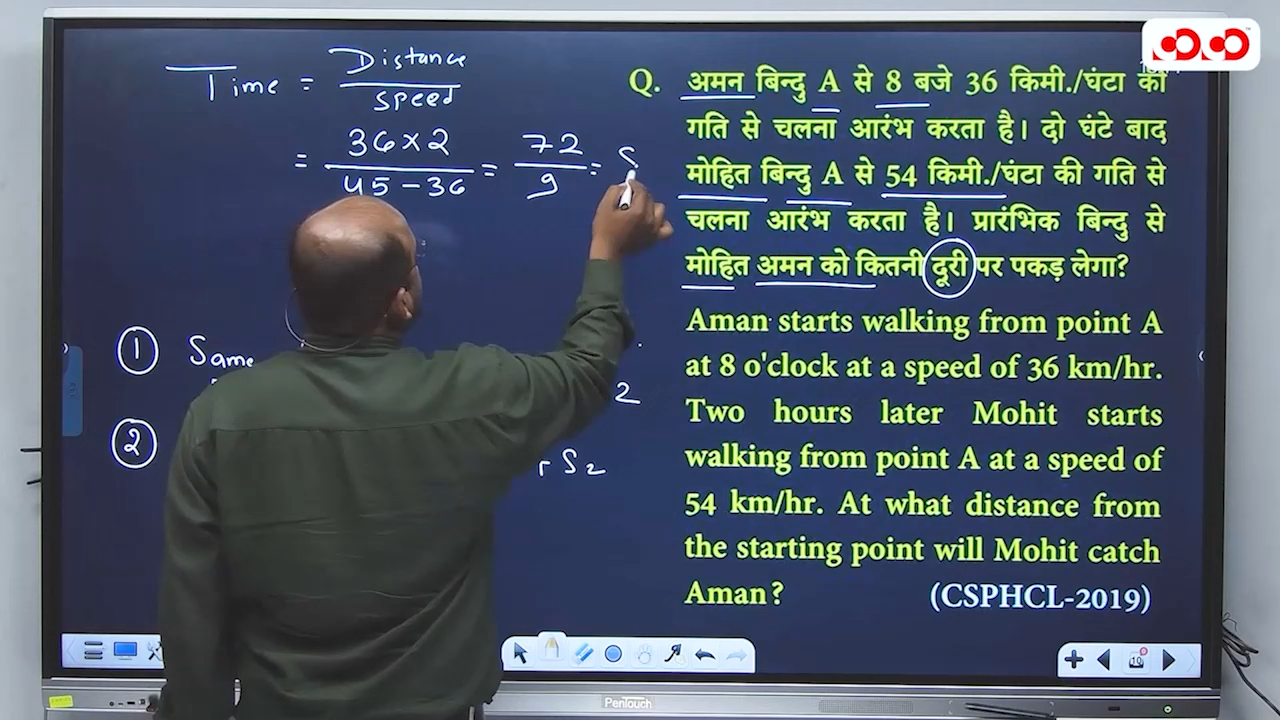 Time = Distance
speed
= 36×2 = 72 =
45-36 9
① Same
2
②
r S2
Q. अमन बिन्दु A से 8 बजे 36 किमी./घंटा की
गति से चलना आरंभ करता है। दो घंटे बाद
मोहित बिन्दु A से 54 किमी./घंटा की गति से
चलना आरंभ करता है। प्रारंभिक बिन्दु से
मोहित अमन को कितनी दूरी पर पकड़ लेगा?
Aman starts walking from point A
at 8 o'clock at a speed of 36 km/hr.
Two hours later Mohit starts
walking from point A at a speed of
54 km/hr. At what distance from
the starting point will Mohit catch
Aman? (CSPHCL-2019)
PenTouch